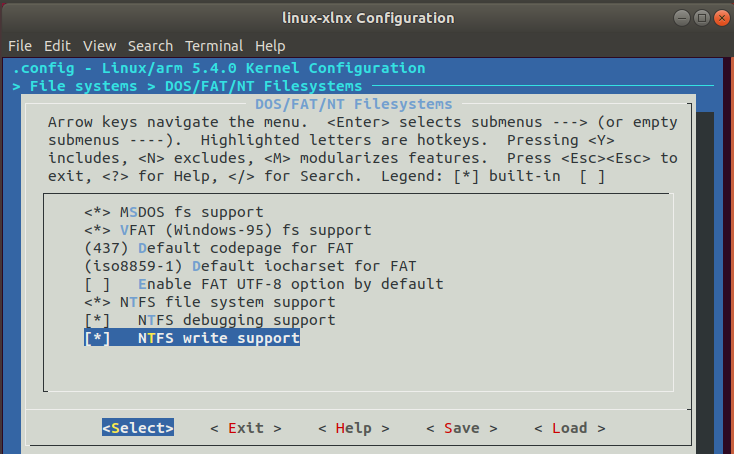 linux-xlnx Configuration
File Edit View Search Terminal Help
.config - Linux/arm 5.4.0 Kernel Configuration
> File systems > DOS/FAT/NT Filesystems
DOS/FAT/NT Filesystems
Arrow keys navigate the menu.  <Enter> selects submenus ---> (or empty
submenus ----).  Highlighted letters are hotkeys.  Pressing <Y>
includes, <N> excludes, <M> modularizes features.  Press <Esc><Esc> to
exit, <?> for Help, </> for Search.  Legend: [*] built-in  [ ]
<*> MSDOS fs support
<*> VFAT (Windows-95) fs support
(437) Default codepage for FAT
(iso8859-1) Default iocharset for FAT
[ ]   Enable FAT UTF-8 option by default
<*> NTFS file system support
[*]   NTFS debugging support
[*]   NTFS write support
<Select>    < Exit >    < Help >    < Save >    < Load >